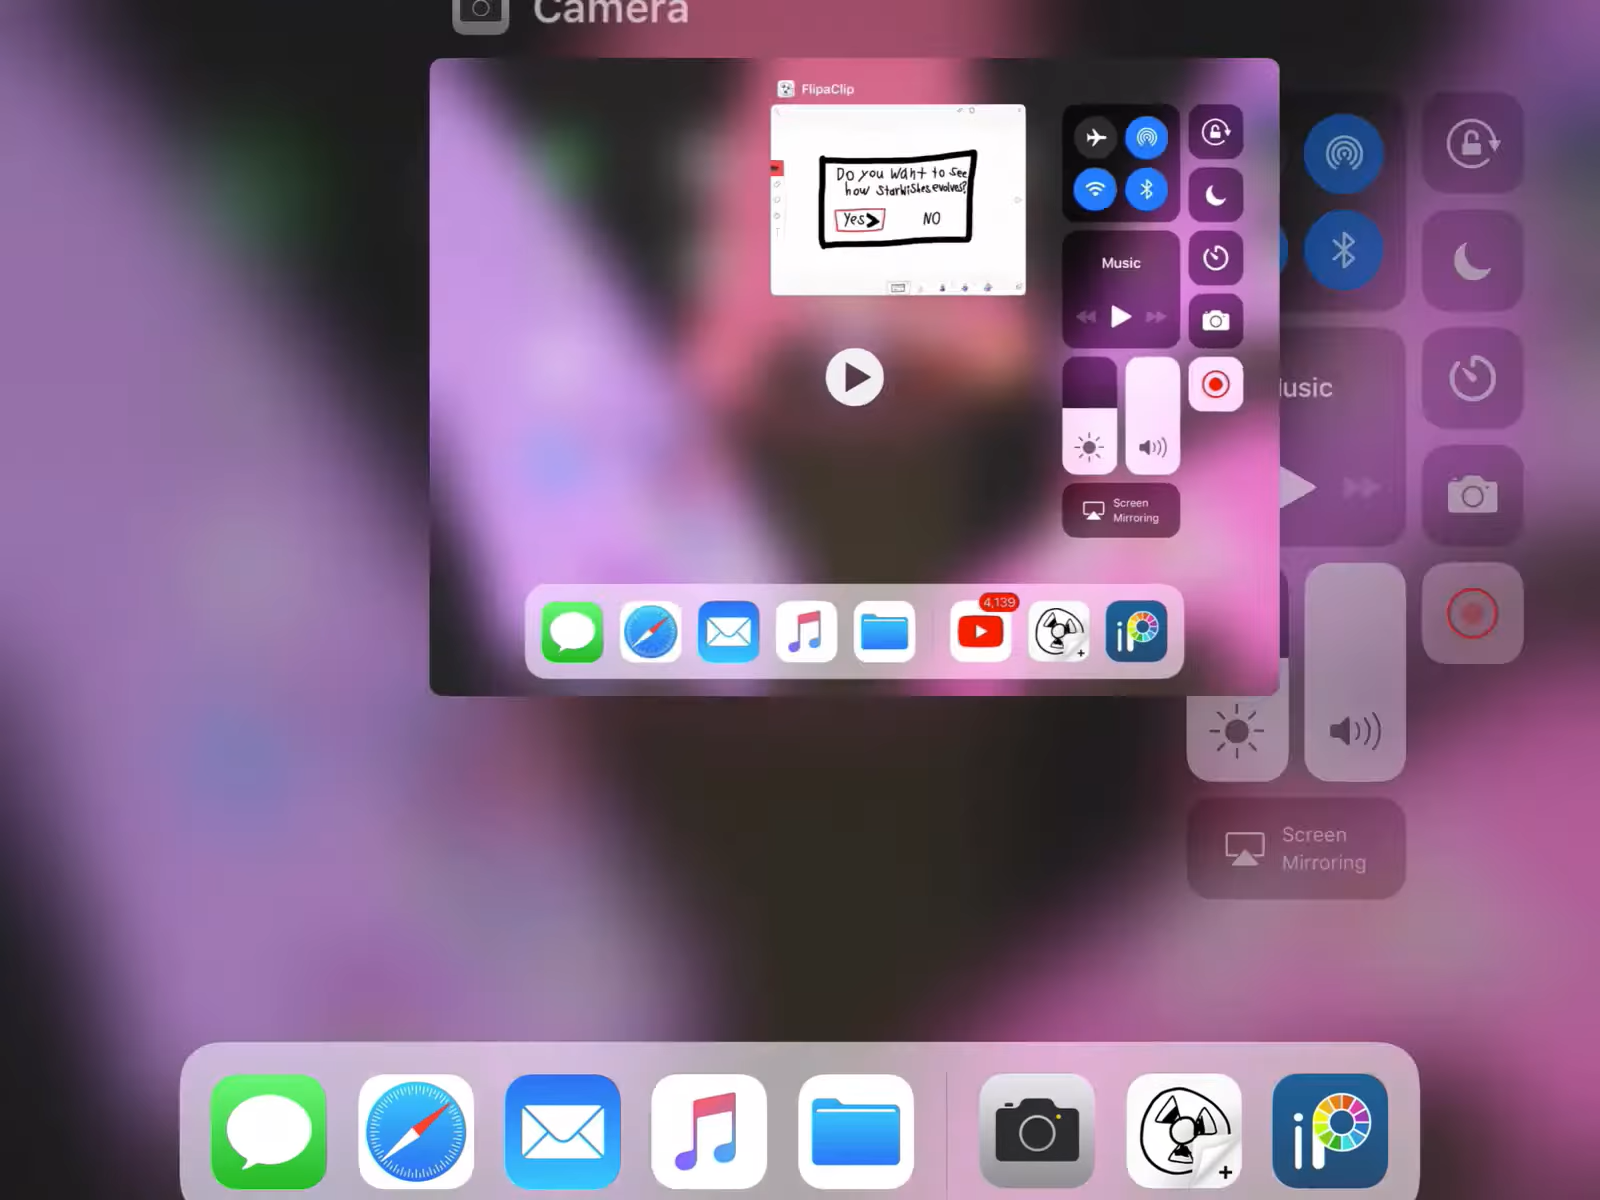 Camera
FlipaClip
Do you want to see
how starwishes evolves?
Yes
NO
Music
Screen
Mirroring
4,139
usic
Screen
Mirroring